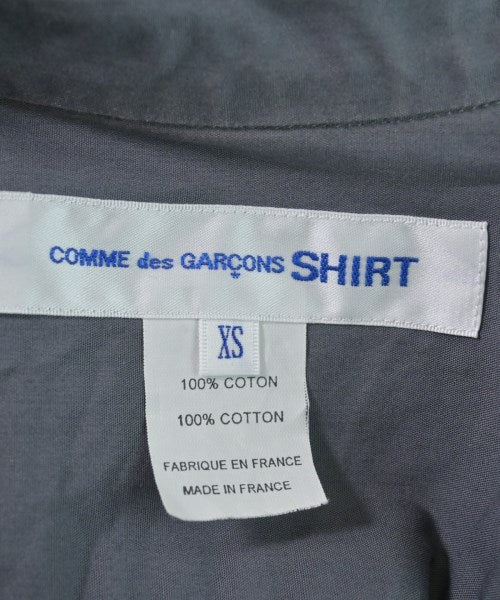 COMME des GARÇONS SHIRT
XS
100% COTON
100% COTTON
FABRIQUE EN FRANCE
MADE IN FRANCE